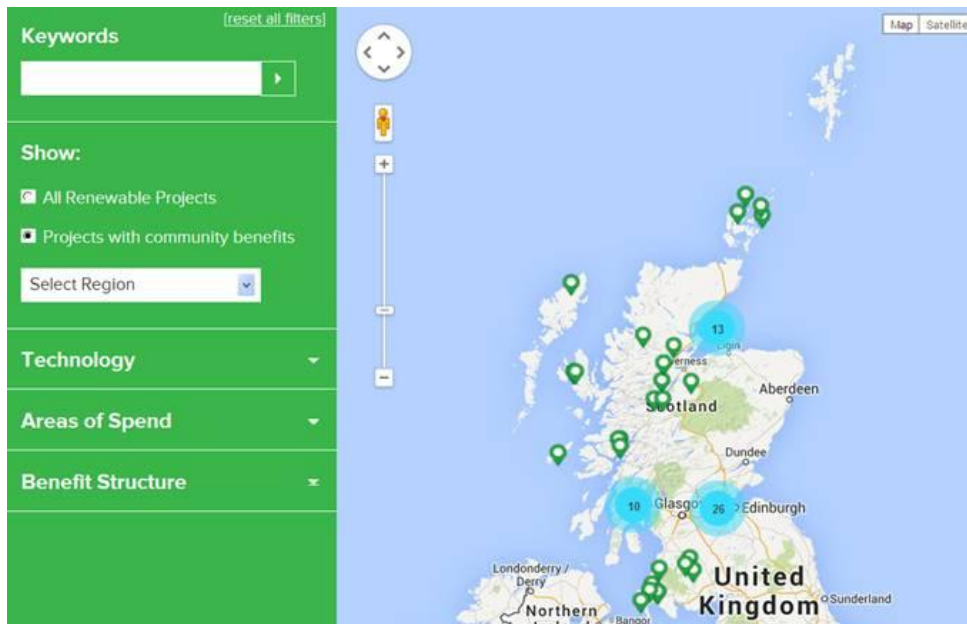 [reset all filters]
Keywords
Show:
All Renewable Projects
Projects with community benefits
Select Region
Technology
Areas of Spend
Benefit Structure
Map
Satellite
13
Elgin
Aberdeen
Scotland
Dundee
10
26
Edinburgh
Londonderry /
Derry
United
Kingdom
Sunderland
Northern
Bangor